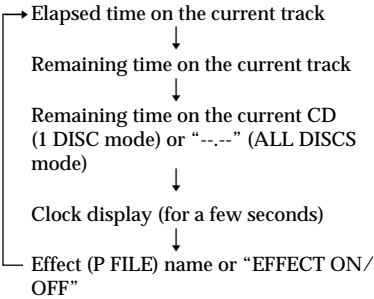 Elapsed time on the current track
Remaining time on the current track
Remaining time on the current CD
(1 DISC mode) or “--.--” (ALL DISCS
mode)
Clock display (for a few seconds)
Effect (P FILE) name or “EFFECT ON/
OFF”